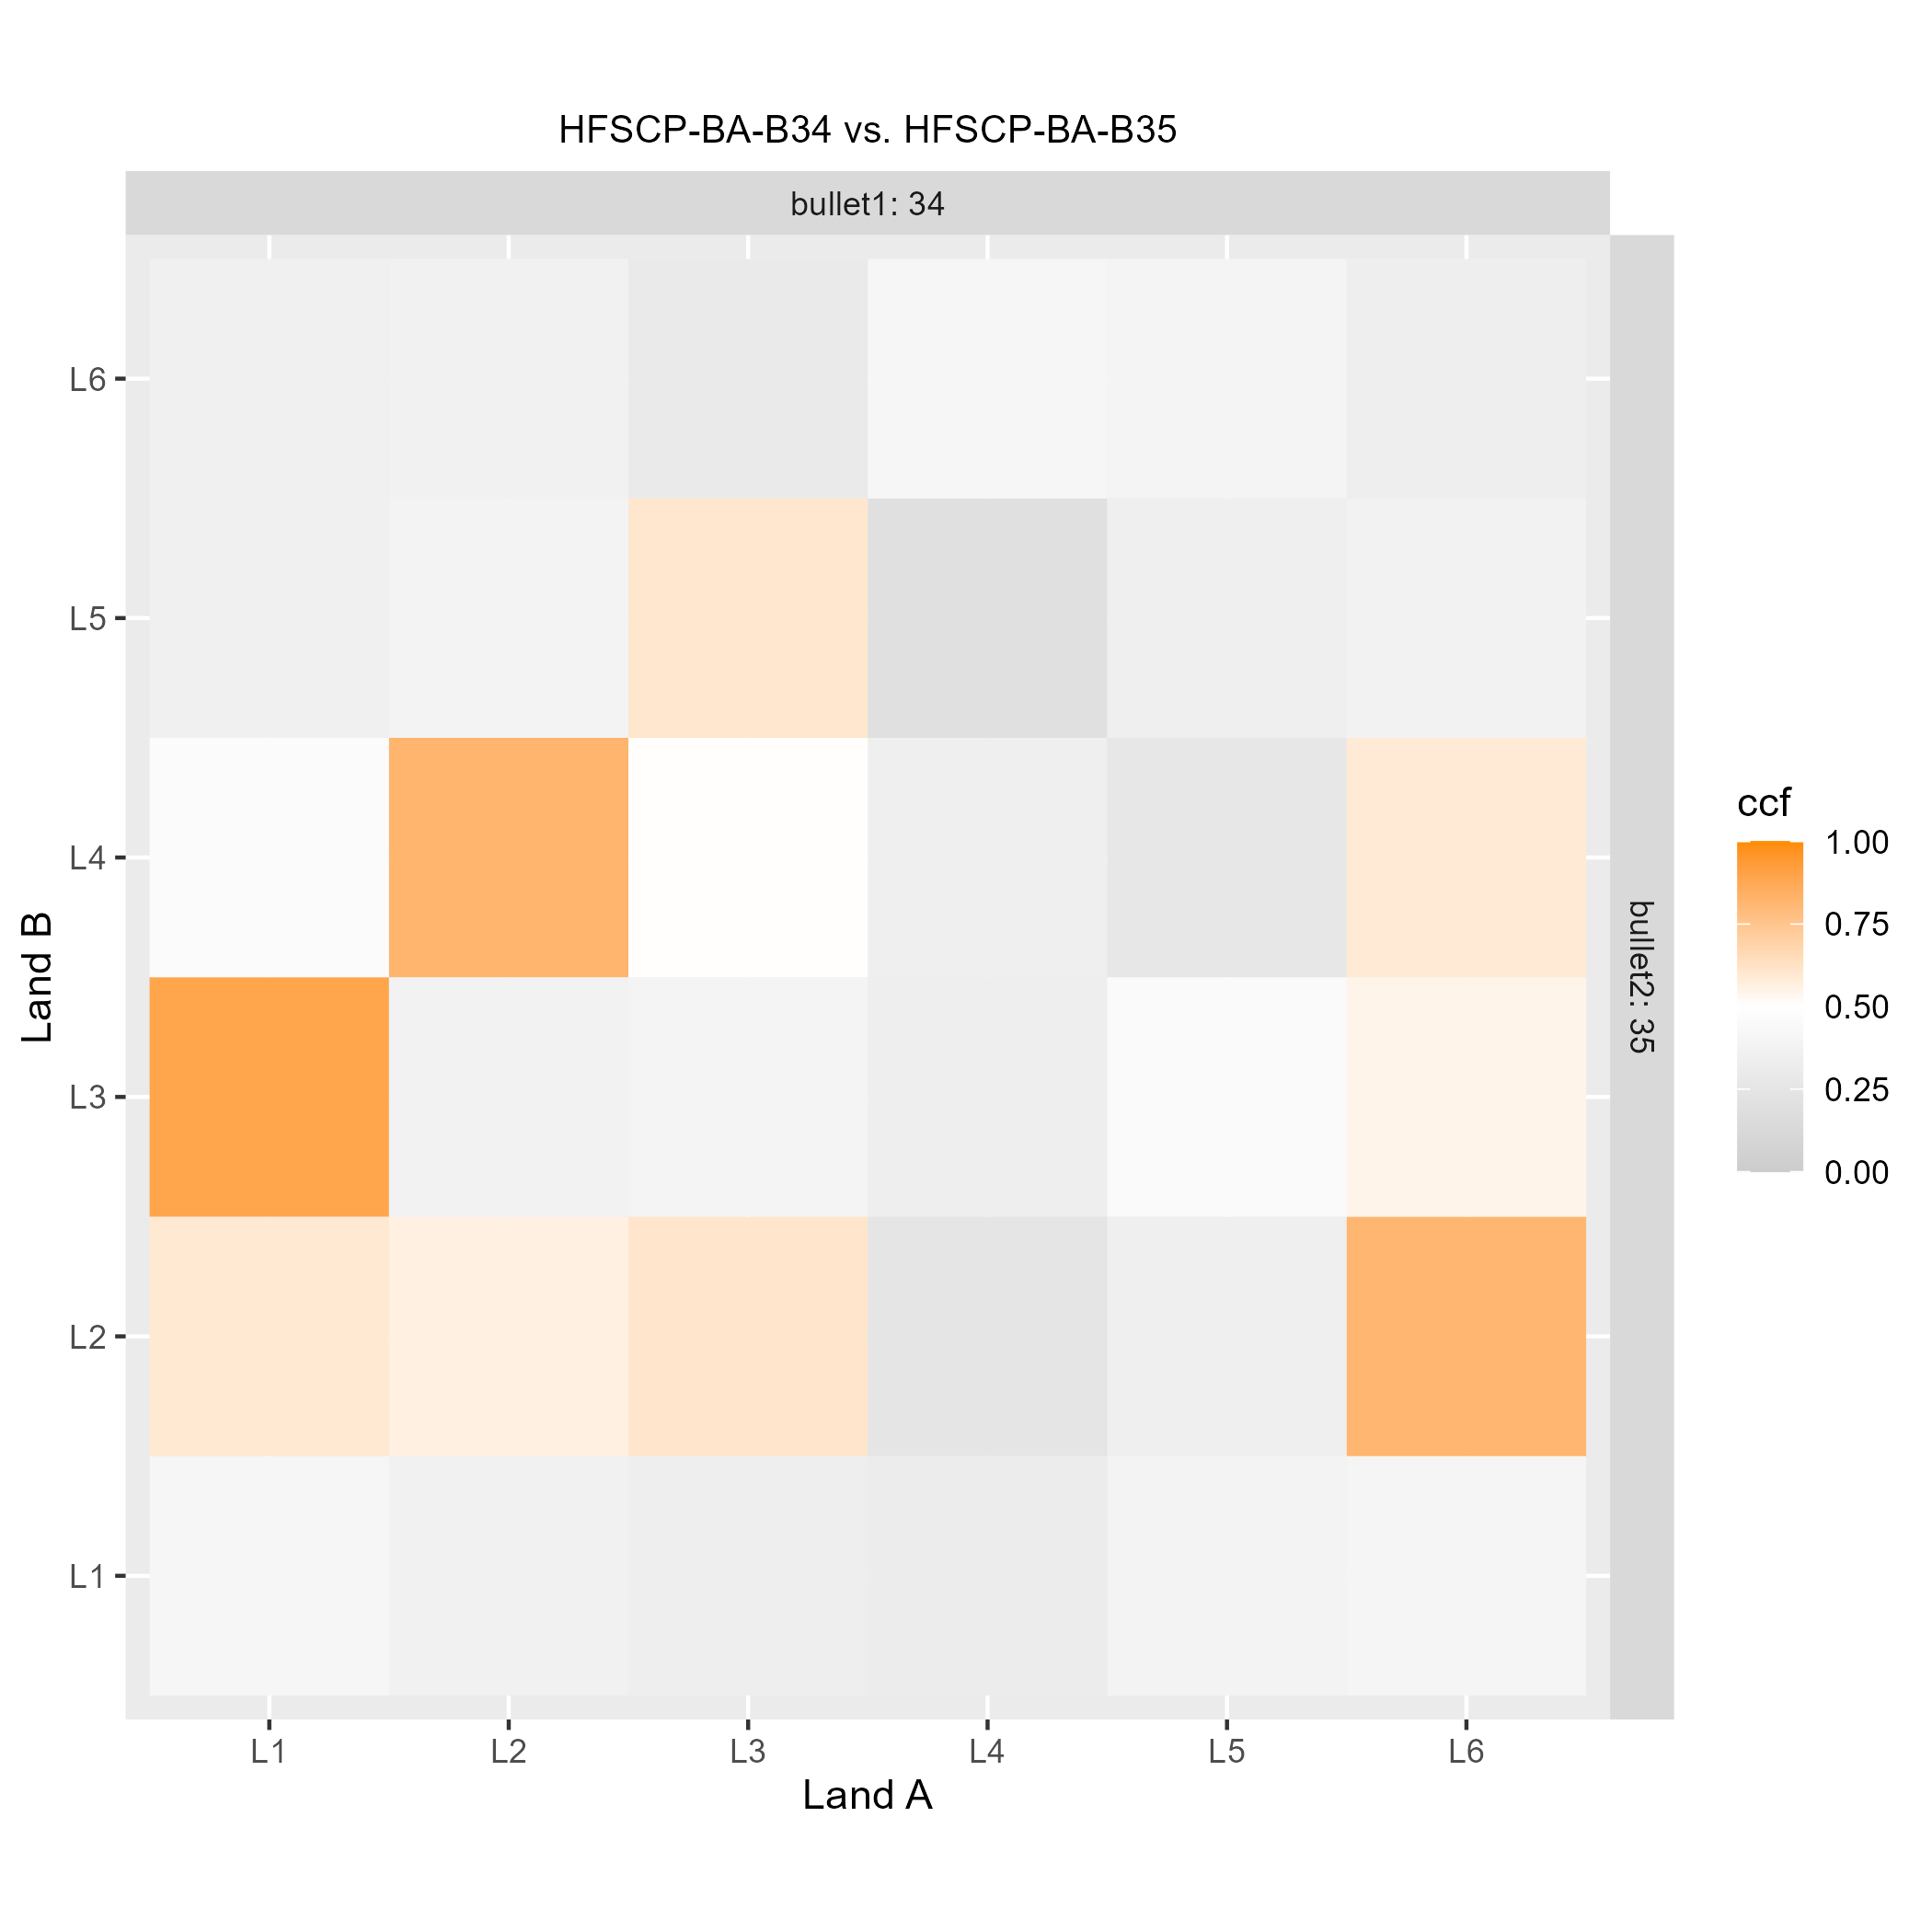 HFSCP-BA-B34 vs. HFSCP-BA-B35
bullet1: 34
L6
L5
L4
L3
L2
L1
Land B
bullet2: 35
L1 L2 L3 L4 L5 L6
Land A
ccf
1.00
0.75
0.50
0.25
0.00